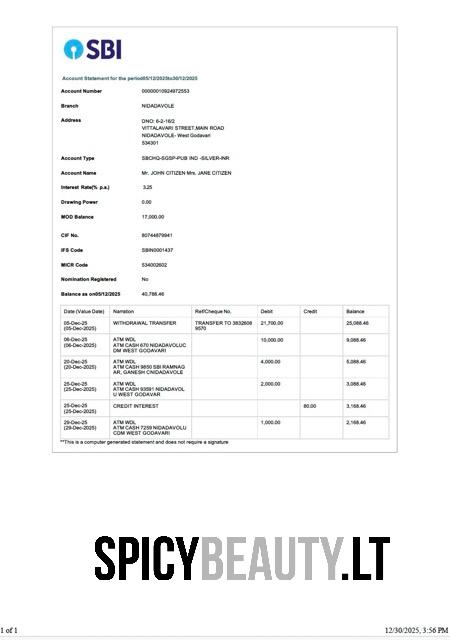 SBI
Account Statement for the period05/12/2025to30/12/2025
Account Number 00000010924972553
Branch NIDADAVOLE
Address DNO: 6-2-16/2
VITTALAVARI STREET,MAIN ROAD
NIDADAVOLE- West Godavari
534301
Account Type SBCHQ-SGSP-PUB IND -SILVER-INR
Account Name Mr. JOHN CITIZEN Mrs. JANE CITIZEN
Interest Rate(% p.a.) 3.25
Drawing Power 0.00
MOD Balance 17,000.00
CIF No. 80744879941
IFS Code SBIN0001437
MICR Code 534002602
Nomination Registered No
Balance as on05/12/2025 40,788.46
Date (Value Date) Narration Ref/Cheque No. Debit Credit Balance
05-Dec-25 WITHDRAWAL TRANSFER TRANSFER TO 3832608 21,700.00 25,088.46
(05-Dec-2025) 9570
06-Dec-25 ATM WDL 10,000.00 9,088.46
(06-Dec-2025) ATM CASH 670 NIDADAVOLUC
DM WEST GODAVARI
20-Dec-25 ATM WDL 4,000.00 5,088.46
(20-Dec-2025) ATM CASH 9850 SBI RAMNAG
AR, GANESH CNIDADAVOLE
25-Dec-25 ATM WDL 2,000.00 3,088.46
(25-Dec-2025) ATM CASH 93591 NIDADAVOL
U WEST GODAVAR
25-Dec-25 CREDIT INTEREST 80.00 3,168.46
(25-Dec-2025)
29-Dec-25 ATM WDL 1,000.00 2,168.46
(29-Dec-2025) ATM CASH 7259 NIDADAVOLU
CDM WEST GODAVARI
**This is a computer generated statement and does not require a signature
SPICYBEAUTY.LT
1 of 1 12/30/2025, 3:56 PM